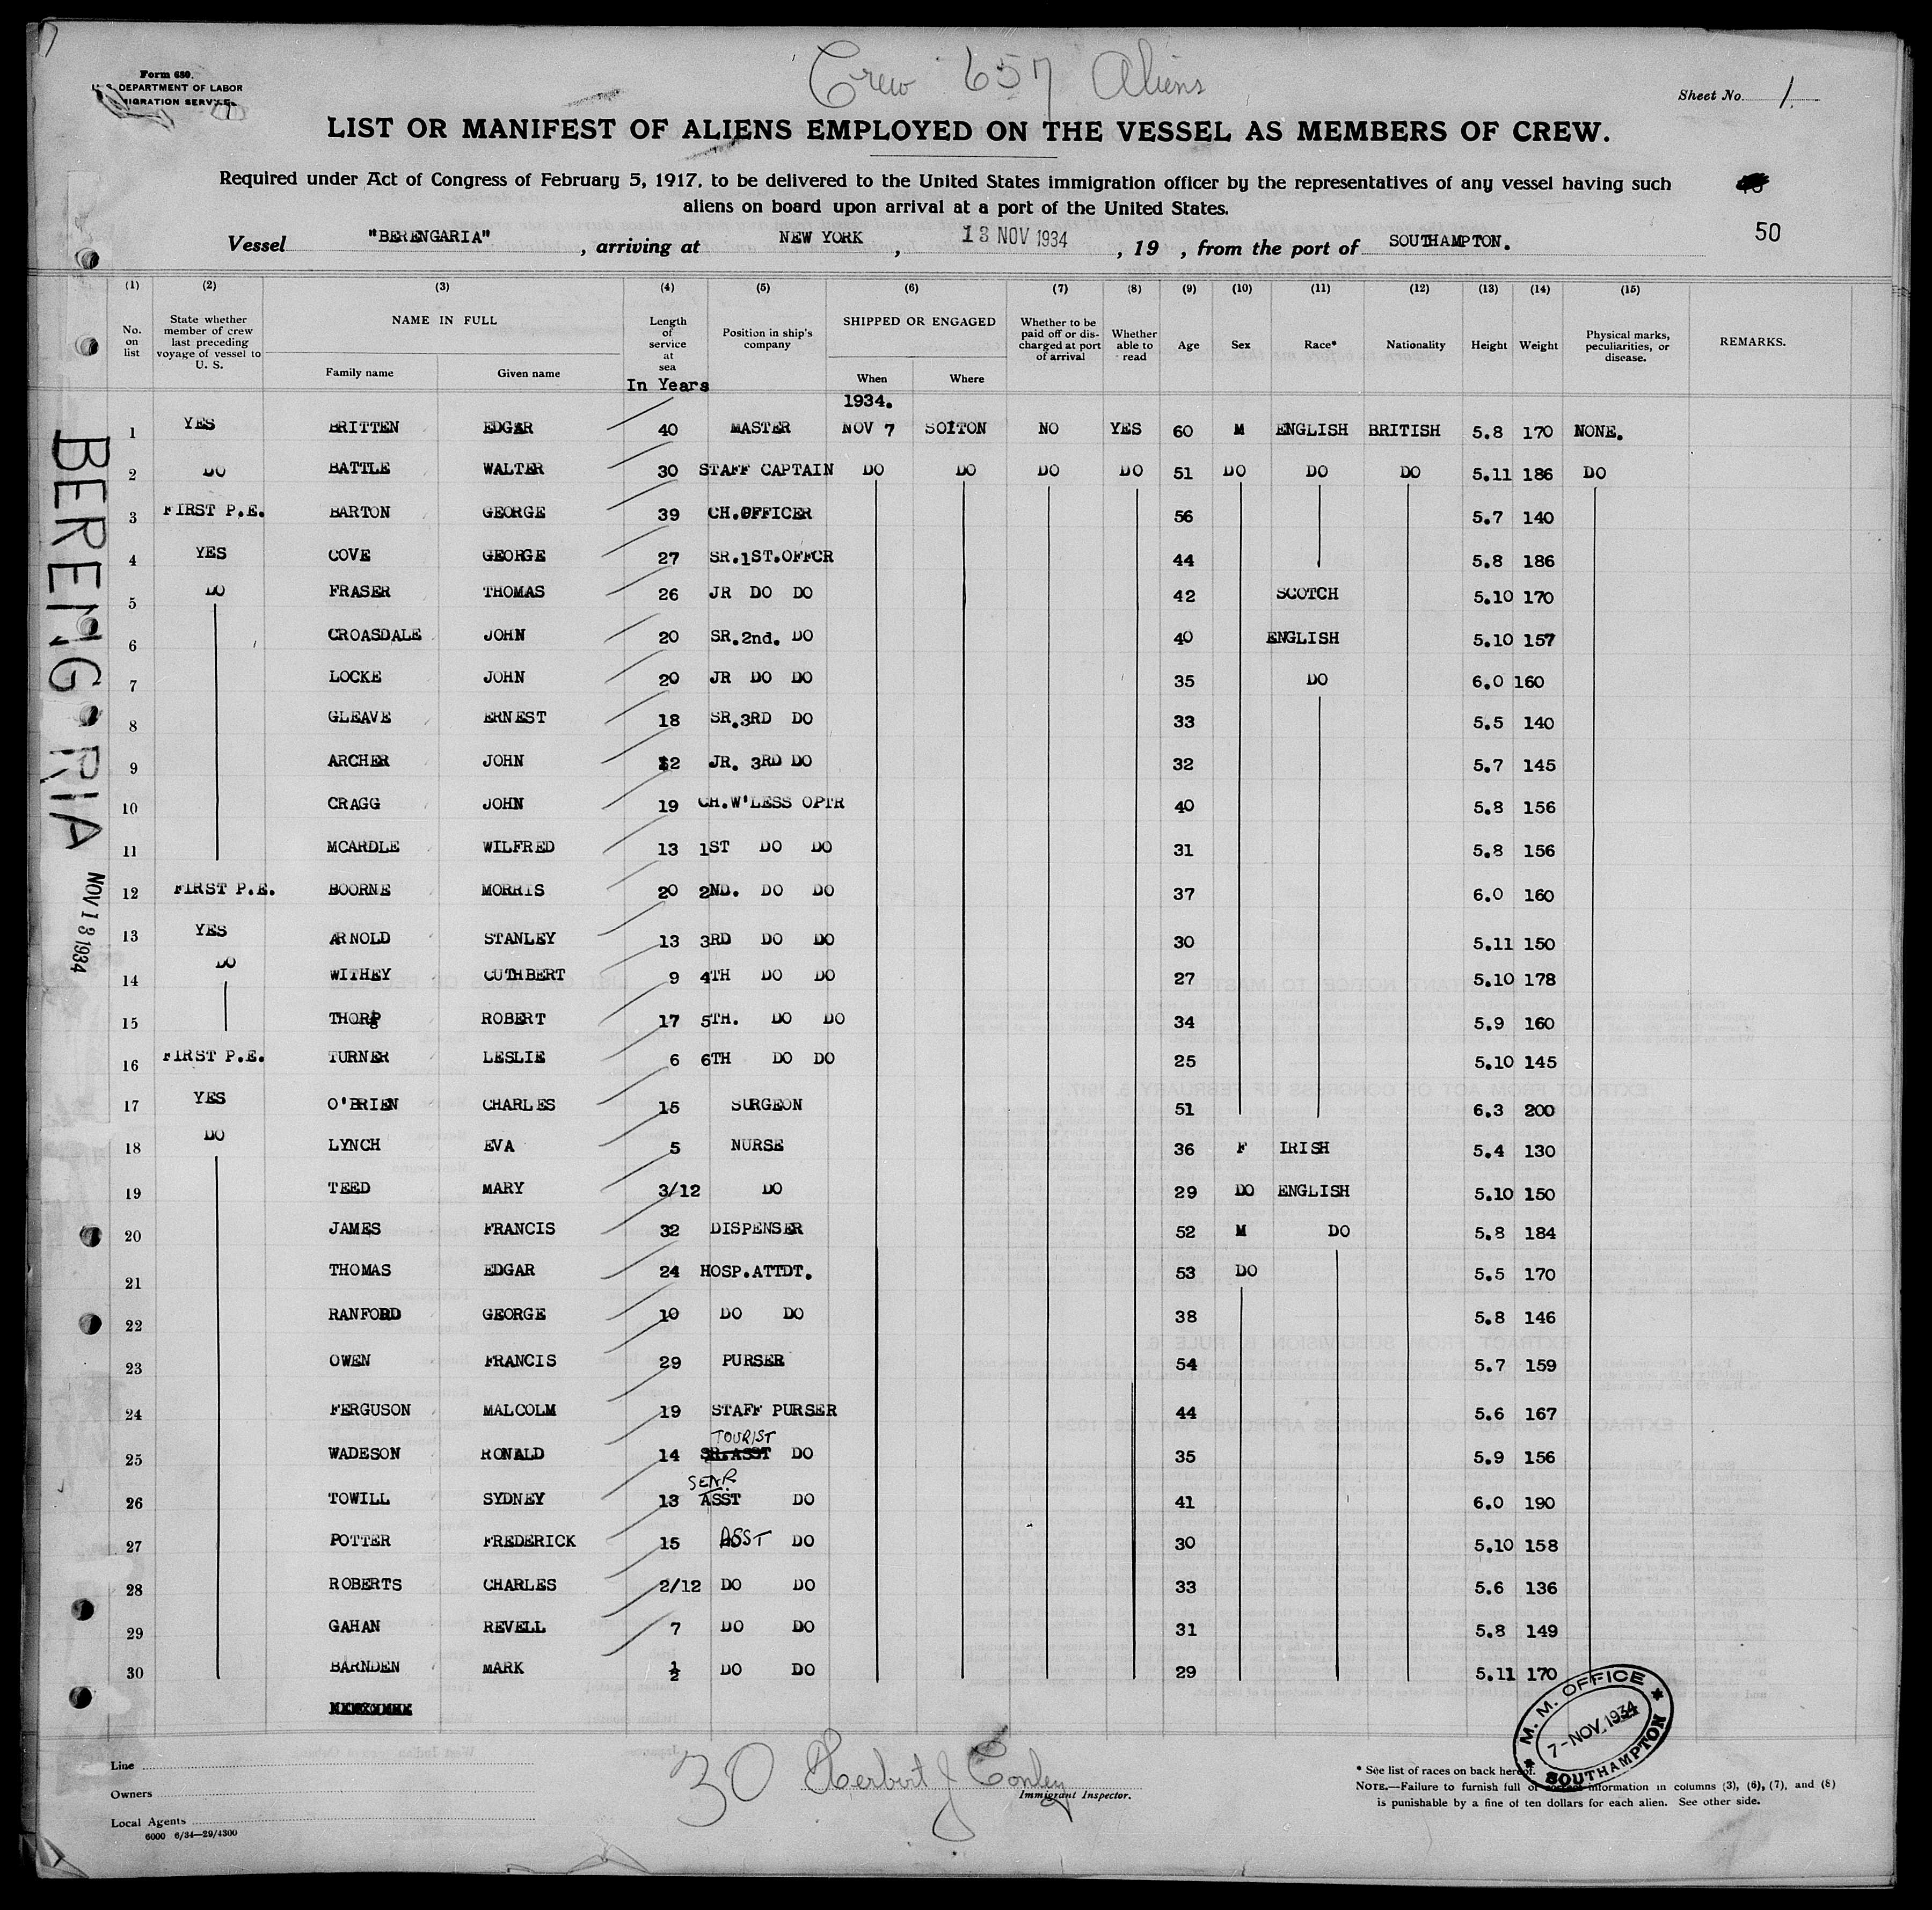 Crew 657 Aliens
Form 680.
U. S. DEPARTMENT OF LABOR
IMMIGRATION SERVICE
Sheet No. 1
LIST OR MANIFEST OF ALIENS EMPLOYED ON THE VESSEL AS MEMBERS OF CREW.
Required under Act of Congress of February 5, 1917, to be delivered to the United States immigration officer by the representatives of any vessel having such
aliens on board upon arrival at a port of the United States.
50
Vessel "BERENGARIA", arriving at NEW YORK, 13 NOV 1934, 19 , from the port of SOUTHAMPTON.
(1) (2) (3) (4) (5) (6) (7) (8) (9) (10) (11) (12) (13) (14) (15)
No. on list State whether member of crew last preceding voyage of vessel to U. S. NAME IN FULL Family name Given name Length of service at sea In Years Position in ship's company SHIPPED OR ENGAGED When Where Whether to be paid off or discharged at port of arrival Whether able to read Age Sex Race* Nationality Height Weight Physical marks, peculiarities, or disease. REMARKS.
1934.
1 YES BRITTEN EDGAR 40 MASTER NOV 7 SO'TON NO YES 60 M ENGLISH BRITISH 5.8 170 NONE.
2 DO BATTLE WALTER 30 STAFF CAPTAIN DO DO DO DO 51 DO DO DO 5.11 186 DO
3 FIRST P.E. BARTON GEORGE 39 CH.OFFICER 56 5.7 140
4 YES COVE GEORGE 27 SR.1ST.OFFCR 44 5.8 186
5 DO FRASER THOMAS 26 JR DO DO 42 SCOTCH 5.10 170
6 CROASDALE JOHN 20 SR.2nd. DO 40 ENGLISH 5.10 157
7 LOCKE JOHN 20 JR DO DO 35 DO 6.0 160
8 GLEAVE ERNEST 18 SR.3RD DO 33 5.5 140
9 ARCHER JOHN 12 JR. 3RD DO 32 5.7 145
10 CRAGG JOHN 19 CH.W'LESS OPTR 40 5.8 156
11 MCARDLE WILFRED 13 1ST DO DO 31 5.8 156
12 FIRST P.E. BOORNE MORRIS 20 2ND. DO DO 37 6.0 160
13 YES ARNOLD STANLEY 13 3RD DO DO 30 5.11 150
14 DO WITHEY CUTHBERT 9 4TH DO DO 27 5.10 178
15 THORP ROBERT 17 5TH. DO DO 34 5.9 160
16 FIRST P.E. TURNER LESLIE 6 6TH DO DO 25 5.10 145
17 YES O'BRIEN CHARLES 15 SURGEON 51 6.3 200
18 DO LYNCH EVA 5 NURSE 36 F IRISH 5.4 130
19 TEED MARY 3/12 DO 29 DO ENGLISH 5.10 150
20 JAMES FRANCIS 32 DISPENSER 52 M DO 5.8 184
21 THOMAS EDGAR 24 HOSP.ATTDT. 53 DO 5.5 170
22 RANFORD GEORGE 10 DO DO 38 5.8 146
23 OWEN FRANCIS 29 PURSER 54 5.7 159
24 FERGUSON MALCOLM 19 STAFF PURSER 44 5.6 167
25 WADESON RONALD 14 TOURIST SR.ASST DO 35 5.9 156
26 TOWILL SYDNEY 13 SENR ASST DO 41 6.0 190
27 POTTER FREDERICK 15 ASST DO 30 5.10 158
28 ROBERTS CHARLES 2/12 DO DO 33 5.6 136
29 GAHAN REVELL 7 DO DO 31 5.8 149
30 BARNDEN MARK 1/2 DO DO 29 5.11 170
BERENGARIA
NOV 13 1934
M. M. OFFICE
7-NOV.1934
SOUTHAMPTON
Line
Owners
Local Agents
6000 6/34—29/4300
30 Herbert J Conley
Immigrant Inspector.
* See list of races on back hereof.
NOTE.—Failure to furnish full or correct information in columns (3), (6), (7), and (8)
is punishable by a fine of ten dollars for each alien. See other side.